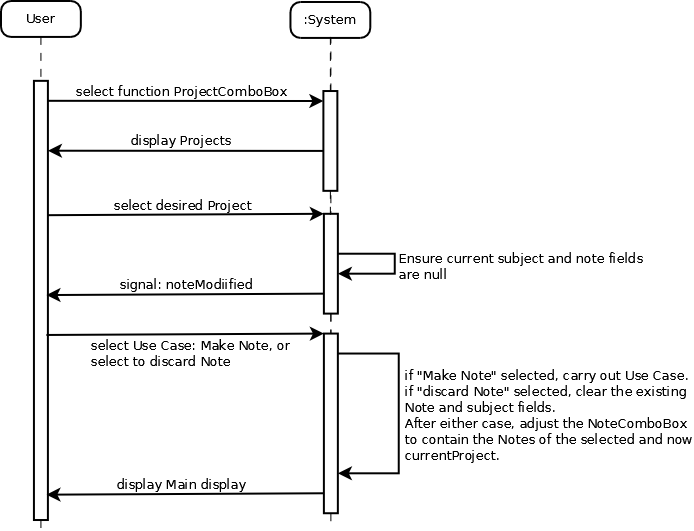 User
:System
select function ProjectComboBox
display Projects
select desired Project
Ensure current subject and note fields
are null
signal: noteModiified
select Use Case: Make Note, or
select to discard Note
if "Make Note" selected, carry out Use Case.
if "discard Note" selected, clear the existing
Note and subject fields.
After either case, adjust the NoteComboBox
to contain the Notes of the selected and now
currentProject.
display Main display